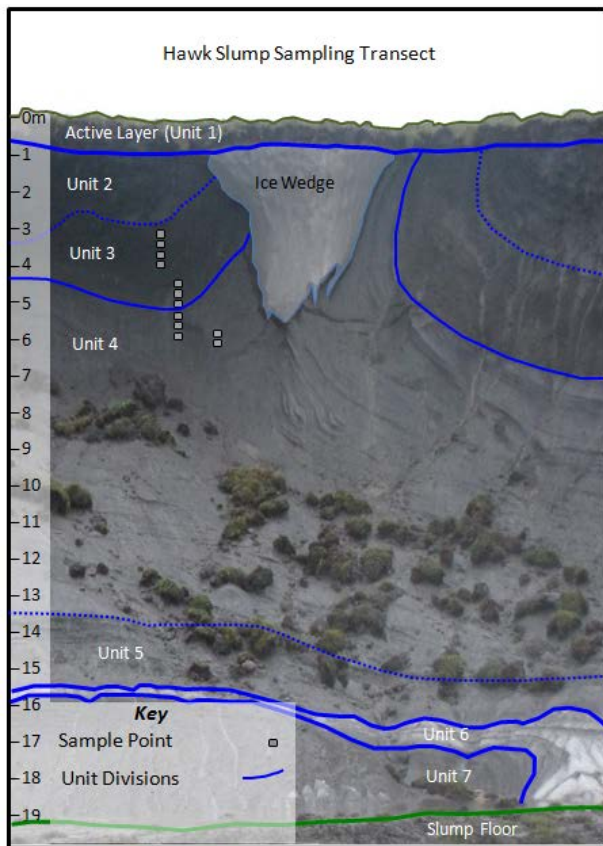 Hawk Slump Sampling Transect
0m
Active Layer (Unit 1)
1
Ice Wedge
Unit 2
2
3
Unit 3
4
5
Unit 4
6
7
8
9
10
11
12
13
14
Unit 5
15
16
Key
Unit 6
Sample Point
17
Unit 7
Unit Divisions
18
19
Slump Floor